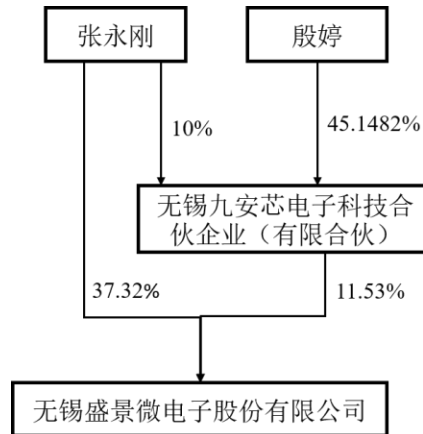 张永刚
殷婷
10%
45.1482%
无锡九安芯电子科技合
伙企业（有限合伙）
37.32%
11.53%
无锡盛景微电子股份有限公司